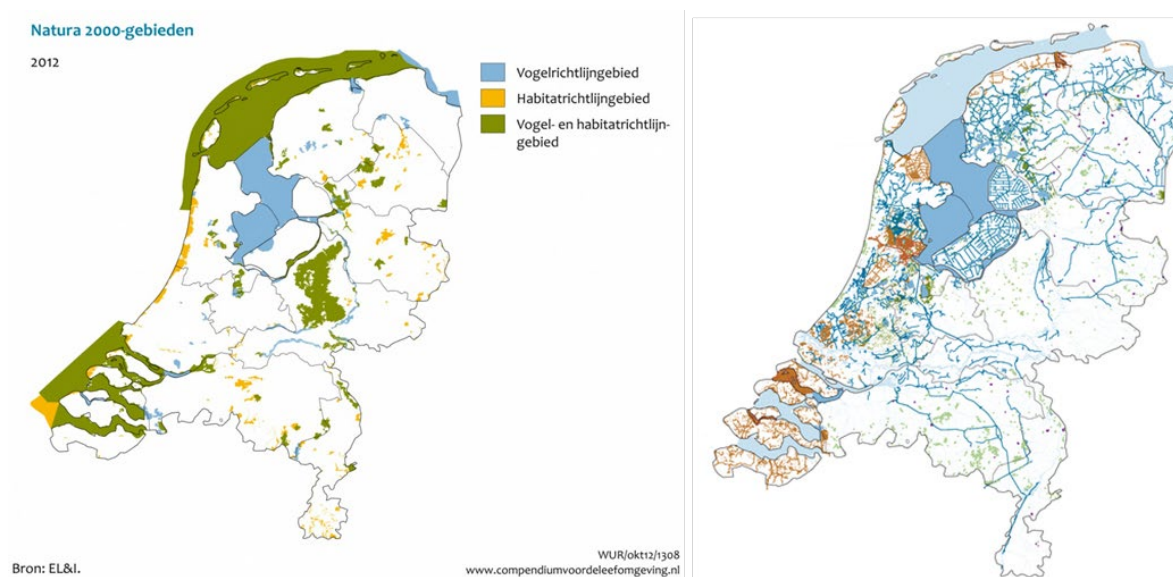 Natura 2000-gebieden
2012
Vogelrichtlijngebied
Habitatrichtlijngebied
Vogel- en habitatrichtlijn-
gebied
Bron: EL&I.
WUR/okt12/1308
www.compendiumvoordeleefomgeving.nl